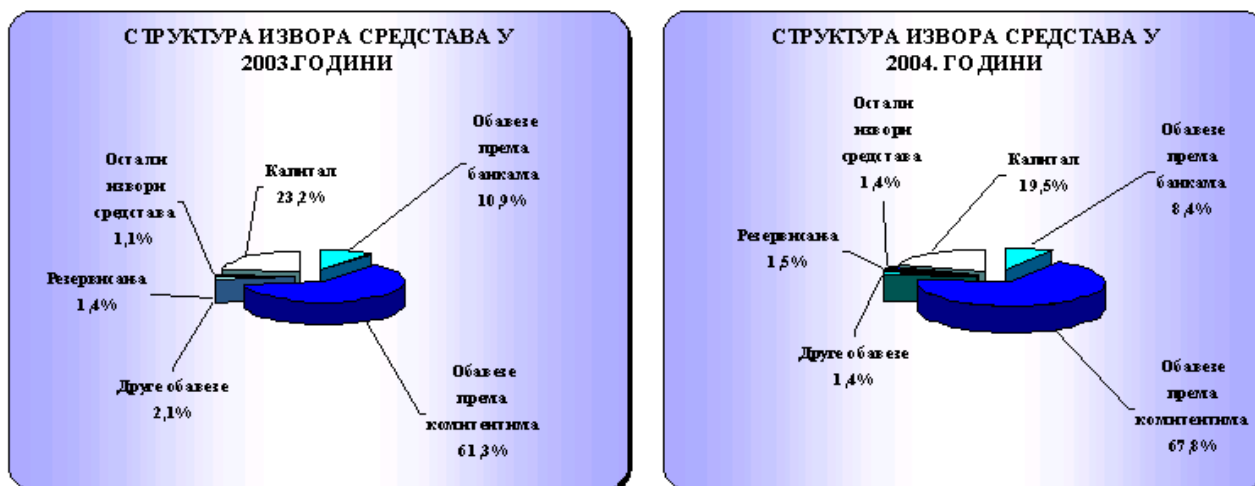 СТРУКТУРА ИЗВОРА СРЕДСТАВА У
2003.ГОДИНИ
Обавезе
према
банкама
10,9%
Капитал
23,2%
Остали
извори
средства
1,1%
Резервисања
1,4%
Друге обавезе
2,1%
Обавезе
према
комитентима
61,3%
СТРУКТУРА ИЗВОРА СРЕДСТАВА У
2004. ГОДИНИ
Остали
извори
средстава
1,4%
Обавезе
према
банкама
8,4%
Капитал
19,5%
Резервисања
1,5%
Друге обавезе
1,4%
Обавезе
према
комитентима
67,8%